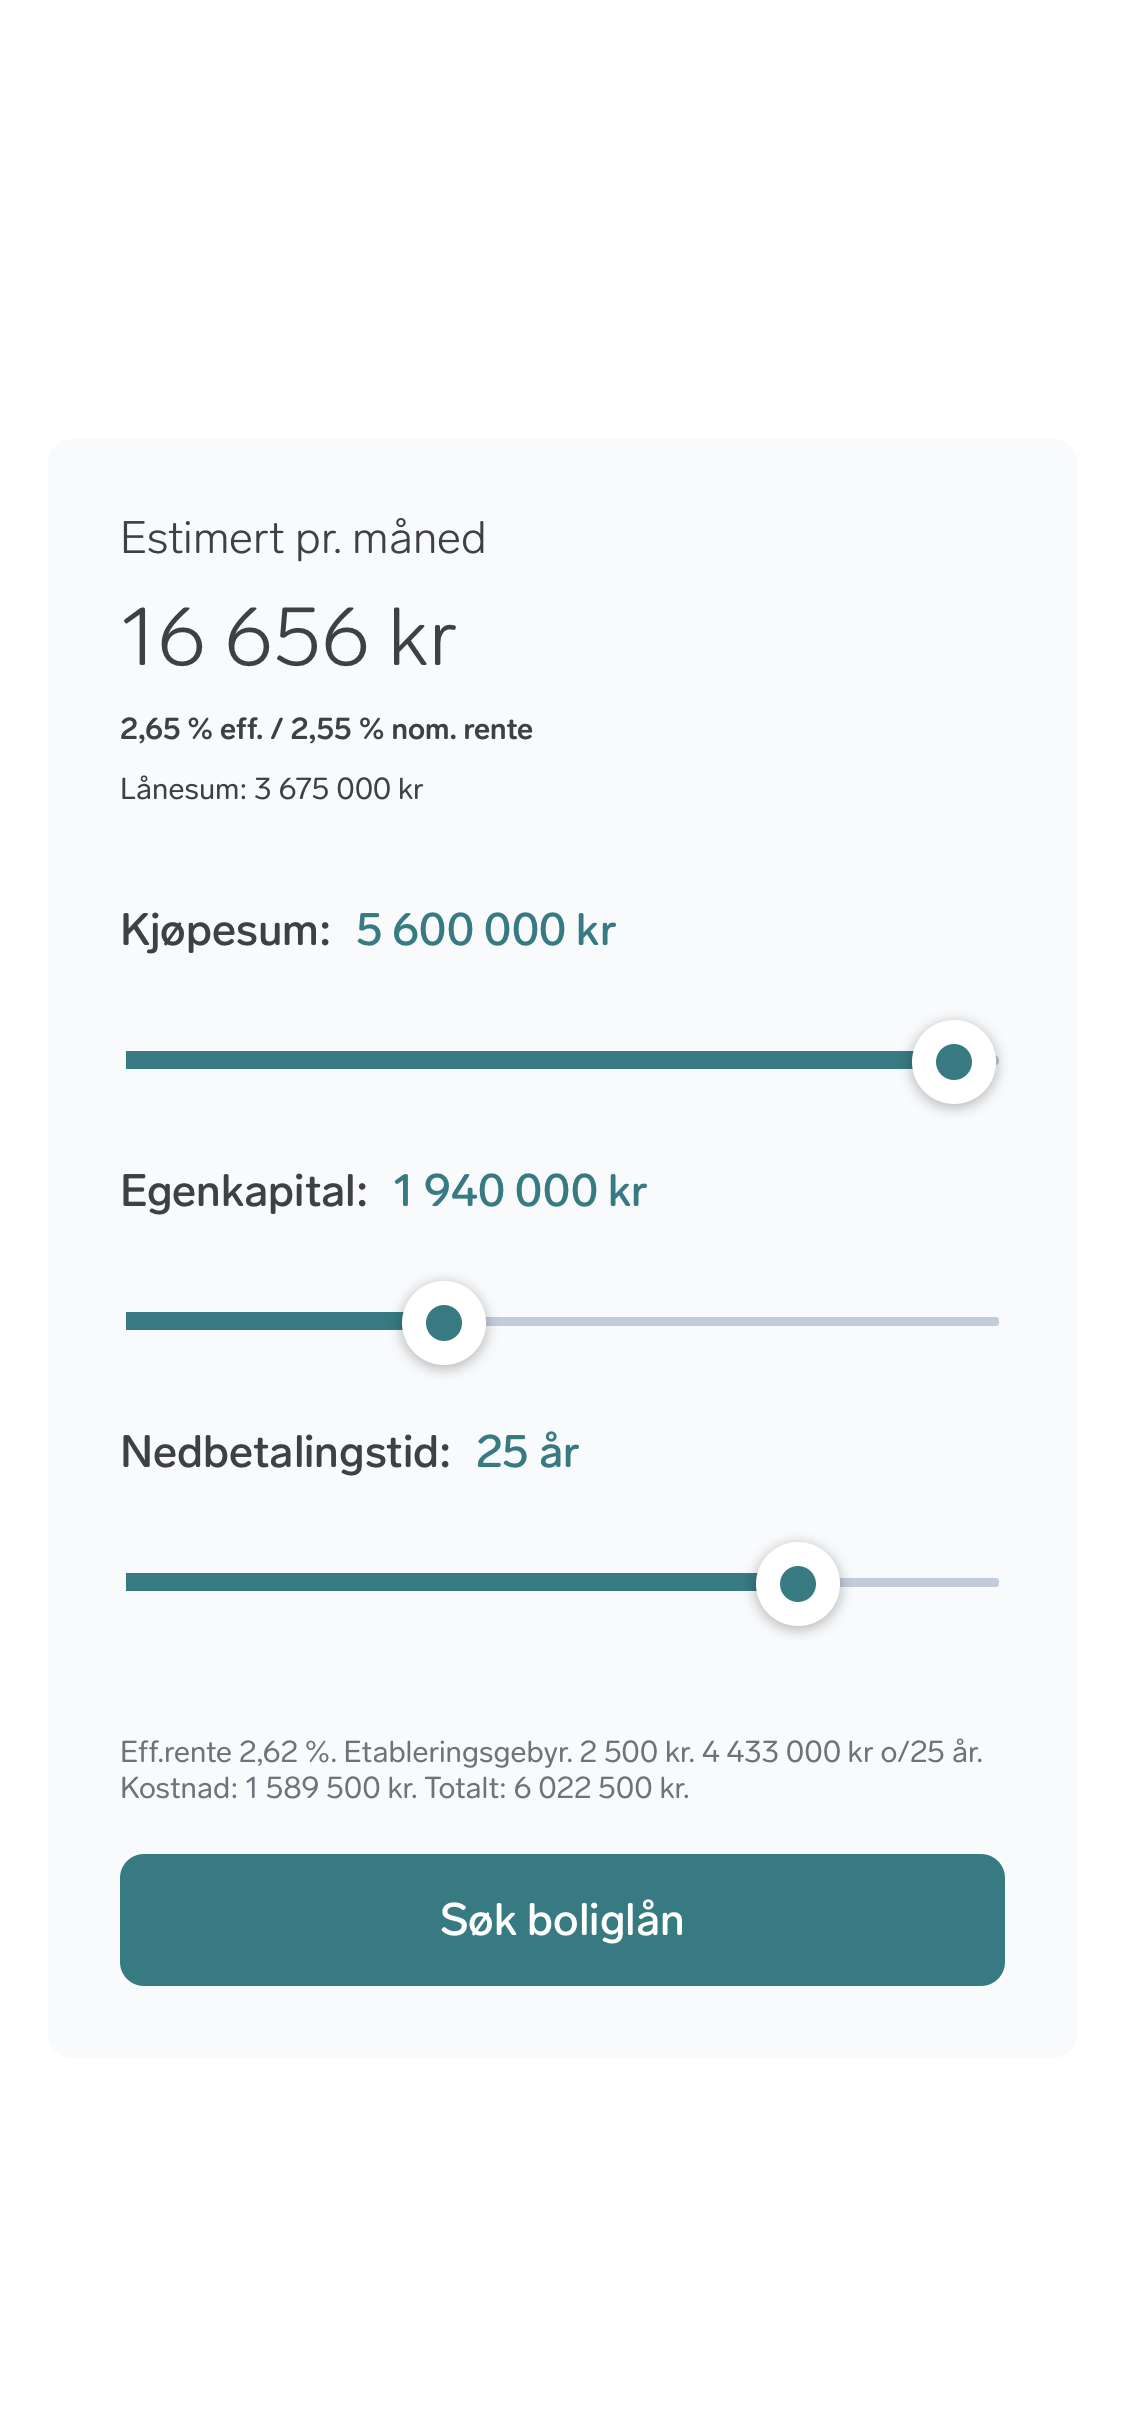 Estimert pr. måned
16 656 kr
2,65 % eff. / 2,55 % nom. rente
Lånesum: 3 675 000 kr
Kjøpesum: 5 600 000 kr
Egenkapital: 1 940 000 kr
Nedbetalingstid: 25 år
Eff.rente 2,62 %. Etableringsgebyr. 2 500 kr. 4 433 000 kr o/25 år.
Kostnad: 1 589 500 kr. Totalt: 6 022 500 kr.
Søk boliglån